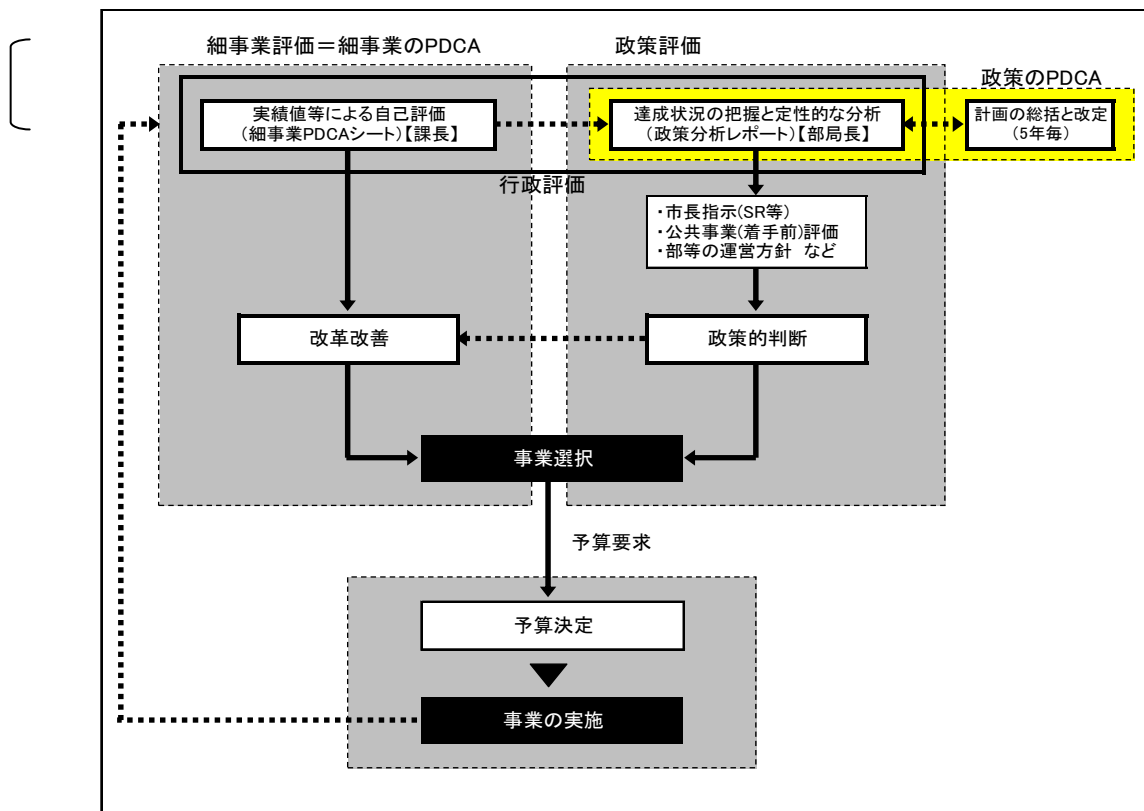 細事業評価＝細事業のPDCA
政策評価
政策のPDCA
実績値等による自己評価
(細事業PDCAシート)【課長】
達成状況の把握と定性的な分析
(政策分析レポート)【部局長】
計画の総括と改定
(5年毎)
行政評価
・市長指示(SR等)
・公共事業(着手前)評価
・部等の運営方針　など
改革改善
政策的判断
事業選択
予算要求
予算決定
事業の実施